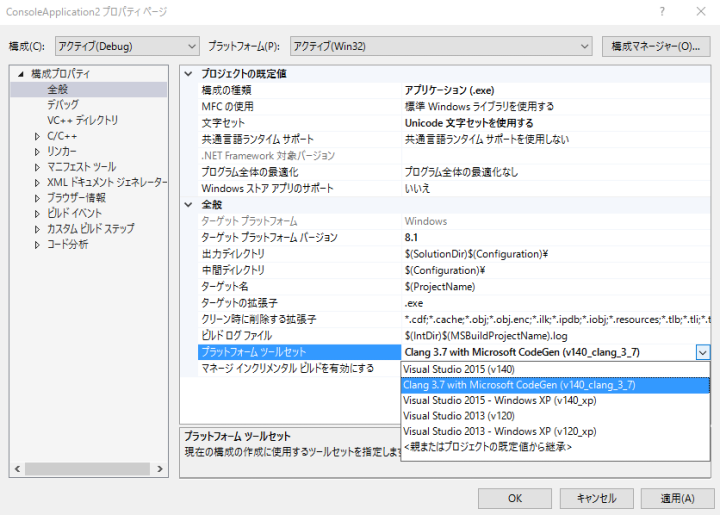 ConsoleApplication2 プロパティ ページ
構成(C): アクティブ(Debug) プラットフォーム(P): アクティブ(Win32) 構成マネージャー(O)...
構成プロパティ
全般
デバッグ
VC++ ディレクトリ
C/C++
リンカー
マニフェスト ツール
XML ドキュメント ジェネレーター
ブラウザー情報
ビルド イベント
カスタム ビルド ステップ
コード分析
プロジェクトの既定値
構成の種類 アプリケーション (.exe)
MFC の使用 標準 Windows ライブラリを使用する
文字セット Unicode 文字セットを使用する
共通言語ランタイム サポート 共通言語ランタイム サポートを使用しない
.NET Framework 対象バージョン
プログラム全体の最適化 プログラム全体の最適化なし
Windows ストア アプリのサポート いいえ
全般
ターゲット プラットフォーム Windows
ターゲット プラットフォーム バージョン 8.1
出力ディレクトリ $(SolutionDir)$(Configuration)¥
中間ディレクトリ $(Configuration)¥
ターゲット名 $(ProjectName)
ターゲットの拡張子 .exe
クリーン時に削除する拡張子 *.cdf;*.cache;*.obj;*.obj.enc;*.ilk;*.ipdb;*.iobj;*.resources;*.tlb;*.tli;*.t
ビルド ログ ファイル $(IntDir)$(MSBuildProjectName).log
プラットフォーム ツールセット Clang 3.7 with Microsoft CodeGen (v140_clang_3_7)
マネージ インクリメンタル ビルドを有効にする
Visual Studio 2015 (v140)
Clang 3.7 with Microsoft CodeGen (v140_clang_3_7)
Visual Studio 2015 - Windows XP (v140_xp)
Visual Studio 2013 (v120)
Visual Studio 2013 - Windows XP (v120_xp)
<親またはプロジェクトの既定値から継承>
プラットフォーム ツールセット
現在の構成の作成に使用するツールセットを指定します
OK キャンセル 適用(A)